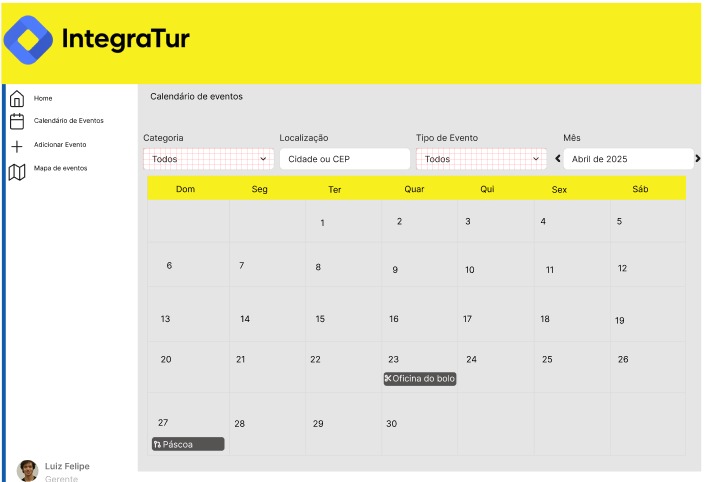 IntegraTur
Home
Calendário de Eventos
Adicionar Evento
Mapa de eventos
Calendário de eventos
Categoria Localização Tipo de Evento Mês
Todos Cidade ou CEP Todos Abril de 2025
Dom Seg Ter Quar Qui Sex Sáb
1 2 3 4 5
6 7 8 9 10 11 12
13 14 15 16 17 18 19
20 21 22 23 24 25 26
Oficina do bolo
27 28 29 30
Páscoa
Luiz Felipe
Gerente